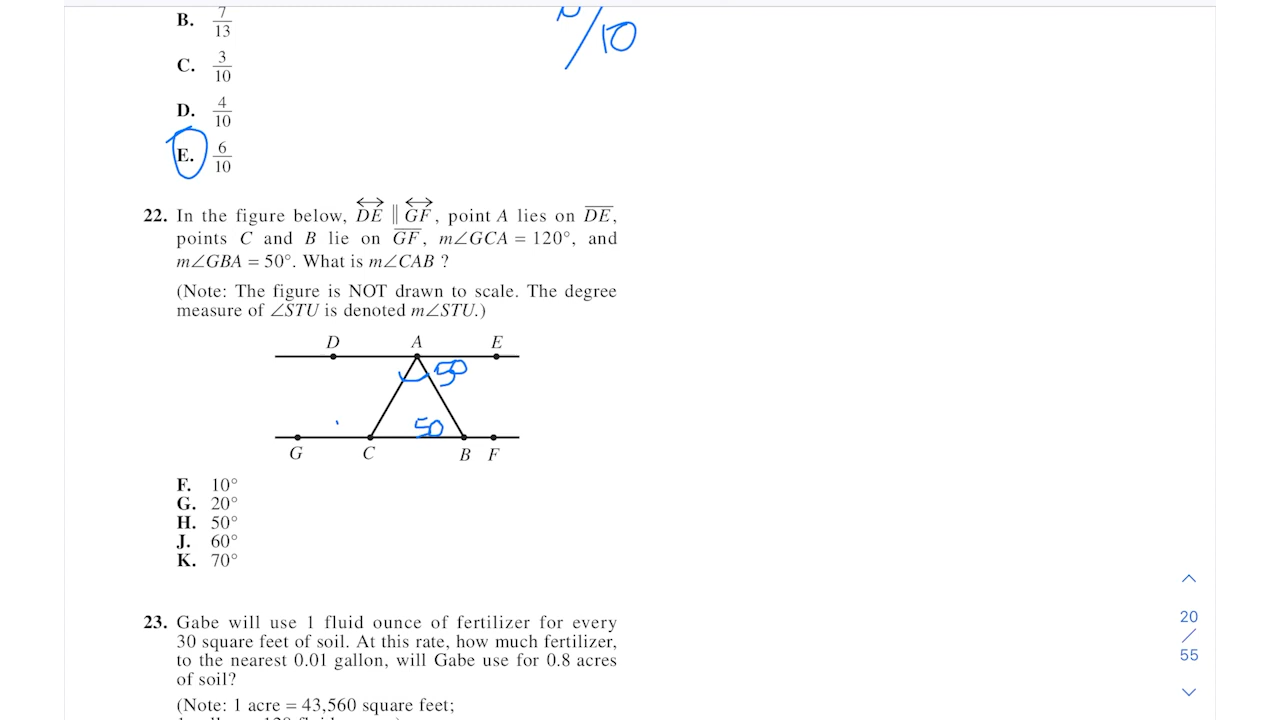 B. 7/13
/10
C. 3/10
D. 4/10
E. 6/10
22. In the figure below, DE || GF, point A lies on DE,
points C and B lie on GF, m∠GCA = 120°, and
m∠GBA = 50°. What is m∠CAB ?
(Note: The figure is NOT drawn to scale. The degree
measure of ∠STU is denoted m∠STU.)
D A E
50
50
G C B F
F. 10°
G. 20°
H. 50°
J. 60°
K. 70°
23. Gabe will use 1 fluid ounce of fertilizer for every
30 square feet of soil. At this rate, how much fertilizer,
to the nearest 0.01 gallon, will Gabe use for 0.8 acres
of soil?
(Note: 1 acre = 43,560 square feet;
20
/
55